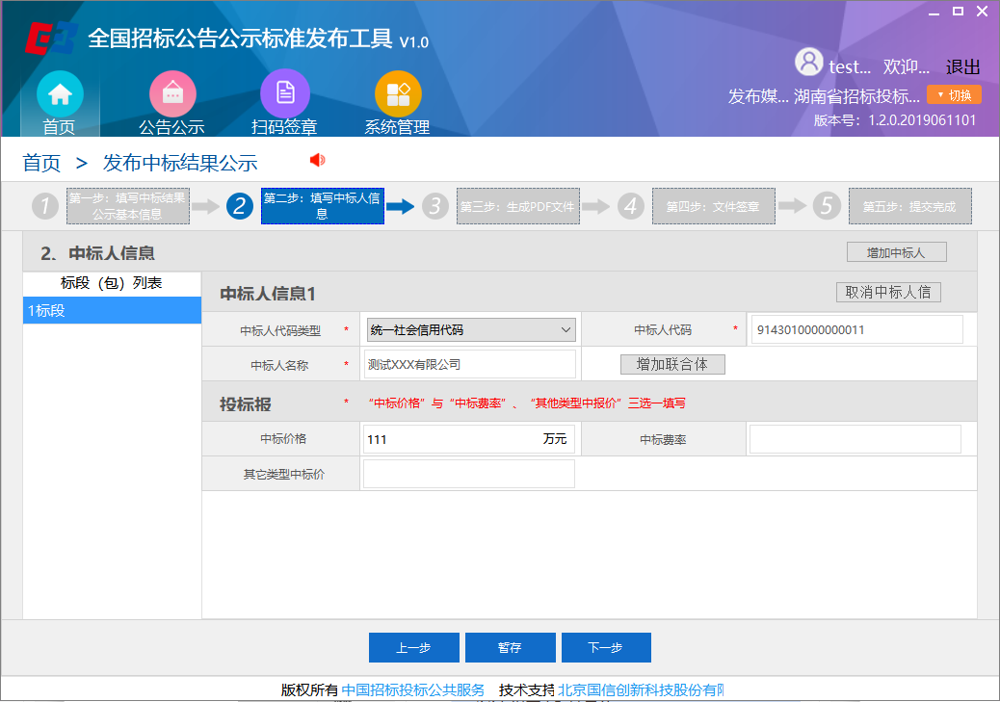 全国招标公告公示标准发布工具 V1.0
test... 欢迎... 退出
发布媒... 湖南省招标投标... 切换
版本号： 1.2.0.2019061101
首页 公告公示 扫码签章 系统管理
首页 > 发布中标结果公示
1 第一步：填写中标结果公示基本信息
2 第二步：填写中标人信息
3 第三步：生成PDF文件
4 第四步：文件签章
5 第五步：提交完成
2、中标人信息 增加中标人
标段（包）列表
1标段
中标人信息1 取消中标人信
中标人代码类型 * 统一社会信用代码 中标人代码 * 9143010000000011
中标人名称 * 测试XXX有限公司 增加联合体
投标报 * “中标价格”与“中标费率”、“其他类型中报价”三选一填写
中标价格 111 万元 中标费率
其它类型中标价
上一步 暂存 下一步
版权所有 中国招标投标公共服务 技术支持 北京国信创新科技股份有限